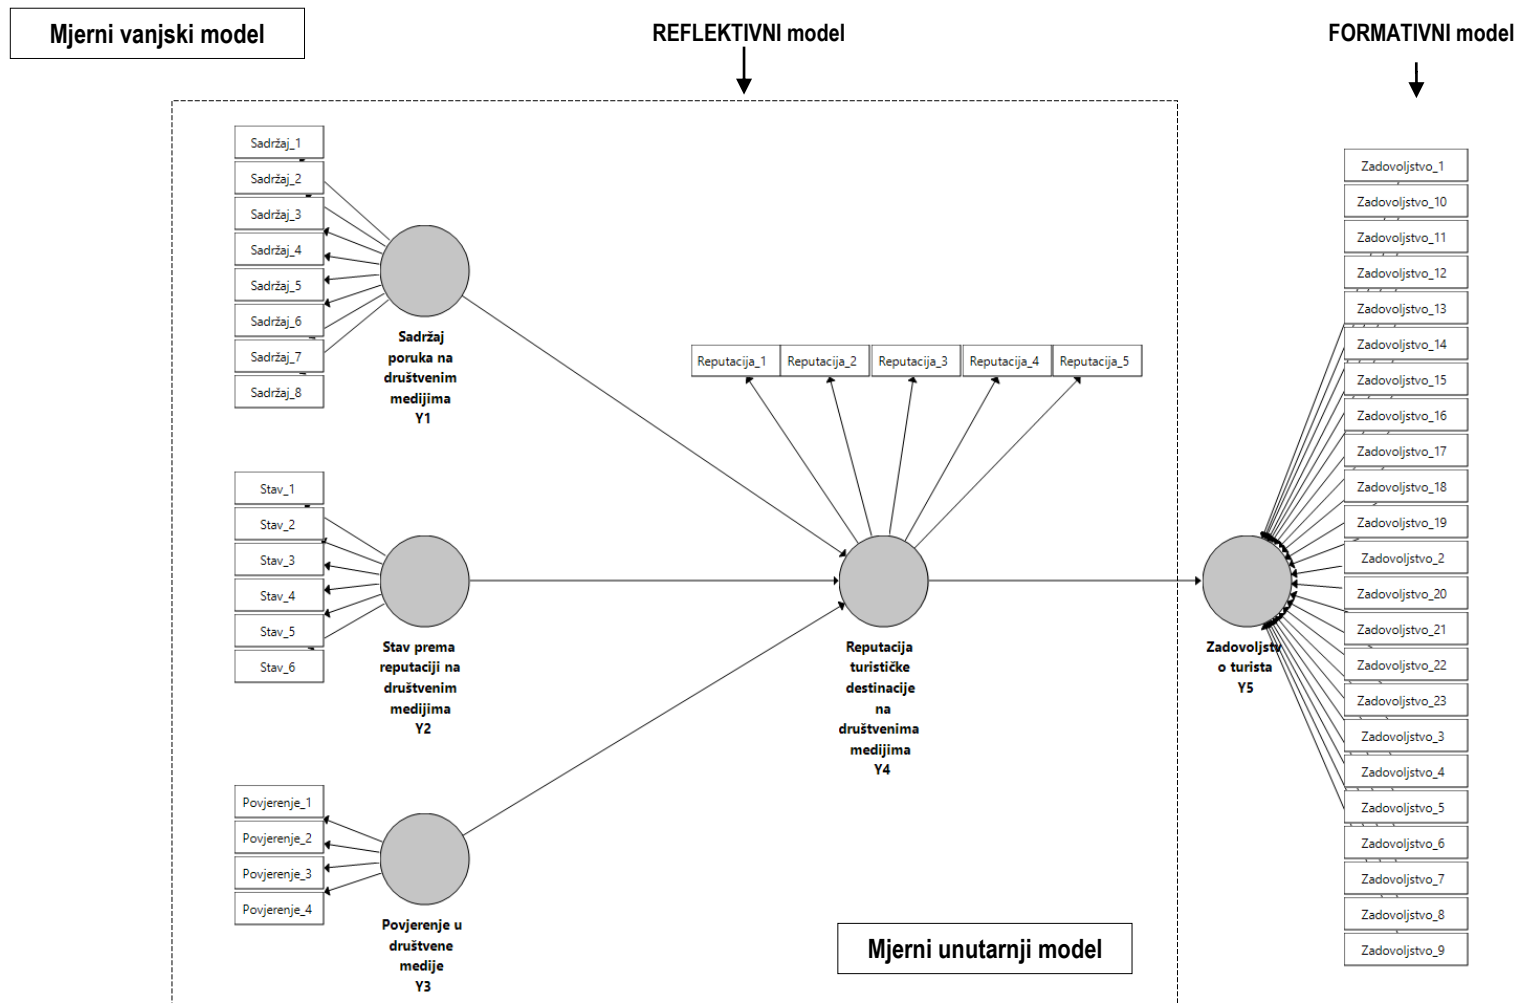 Mjerni vanjski model
REFLEKTIVNI model
FORMATIVNI model
Sadržaj_1
Sadržaj_2
Sadržaj_3
Sadržaj_4
Sadržaj_5
Sadržaj_6
Sadržaj_7
Sadržaj_8
Sadržaj
poruka na
društvenim
medijima
Y1
Stav_1
Stav_2
Stav_3
Stav_4
Stav_5
Stav_6
Stav prema
reputaciji na
društvenim
medijima
Y2
Povjerenje_1
Povjerenje_2
Povjerenje_3
Povjerenje_4
Povjerenje u
društvene
medije
Y3
Reputacija_1
Reputacija_2
Reputacija_3
Reputacija_4
Reputacija_5
Reputacija
turističke
destinacije
na
društvenima
medijima
Y4
Mjerni unutarnji model
Zadovoljstv
o turista
Y5
Zadovoljstvo_1
Zadovoljstvo_10
Zadovoljstvo_11
Zadovoljstvo_12
Zadovoljstvo_13
Zadovoljstvo_14
Zadovoljstvo_15
Zadovoljstvo_16
Zadovoljstvo_17
Zadovoljstvo_18
Zadovoljstvo_19
Zadovoljstvo_2
Zadovoljstvo_20
Zadovoljstvo_21
Zadovoljstvo_22
Zadovoljstvo_23
Zadovoljstvo_3
Zadovoljstvo_4
Zadovoljstvo_5
Zadovoljstvo_6
Zadovoljstvo_7
Zadovoljstvo_8
Zadovoljstvo_9